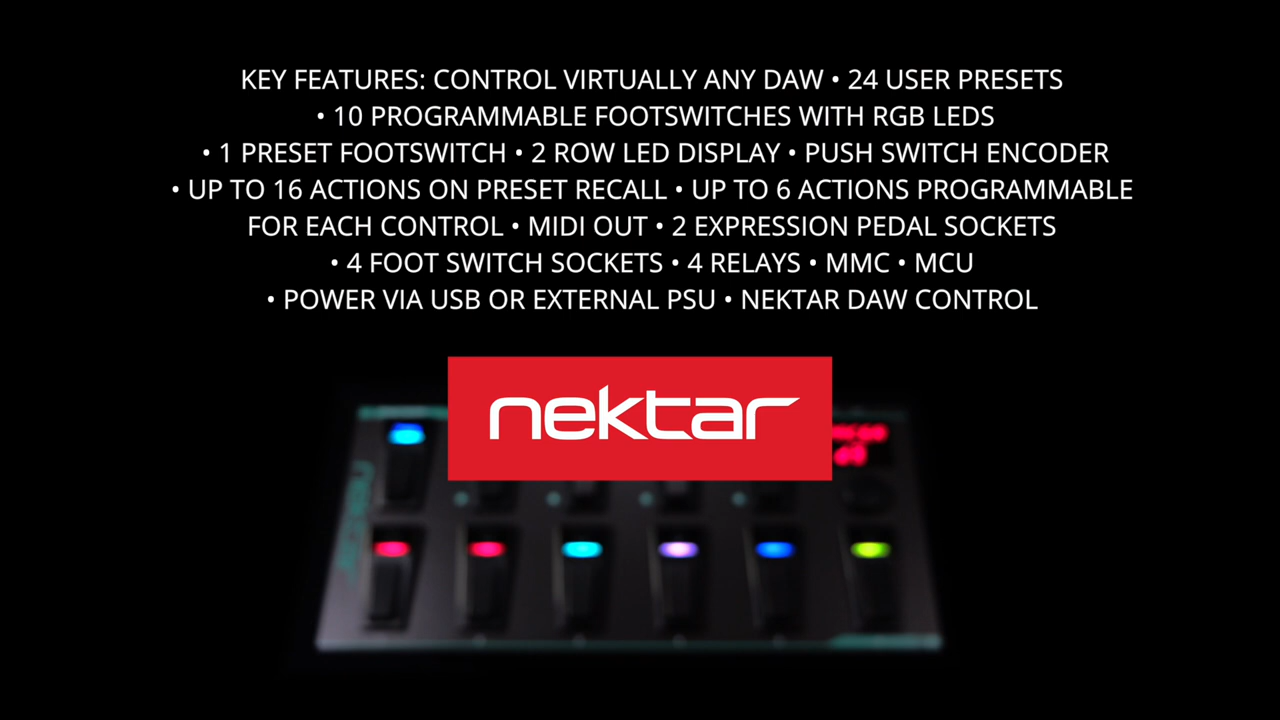 KEY FEATURES: CONTROL VIRTUALLY ANY DAW • 24 USER PRESETS
• 10 PROGRAMMABLE FOOTSWITCHES WITH RGB LEDS
• 1 PRESET FOOTSWITCH • 2 ROW LED DISPLAY • PUSH SWITCH ENCODER
• UP TO 16 ACTIONS ON PRESET RECALL • UP TO 6 ACTIONS PROGRAMMABLE
FOR EACH CONTROL • MIDI OUT • 2 EXPRESSION PEDAL SOCKETS
• 4 FOOT SWITCH SOCKETS • 4 RELAYS • MMC • MCU
• POWER VIA USB OR EXTERNAL PSU • NEKTAR DAW CONTROL
nektar